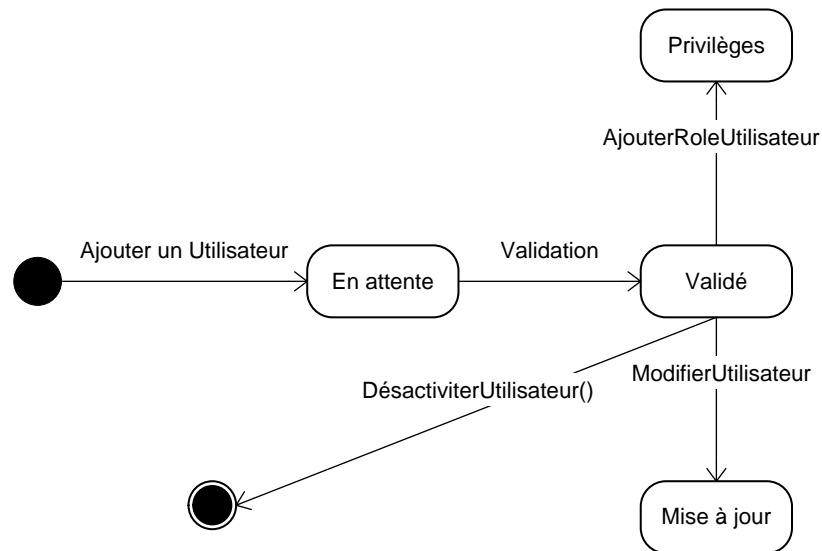 Privilèges
AjouterRoleUtilisateur
Ajouter un Utilisateur
Validation
En attente
Validé
DésactiviterUtilisateur()
ModifierUtilisateur
Mise à jour